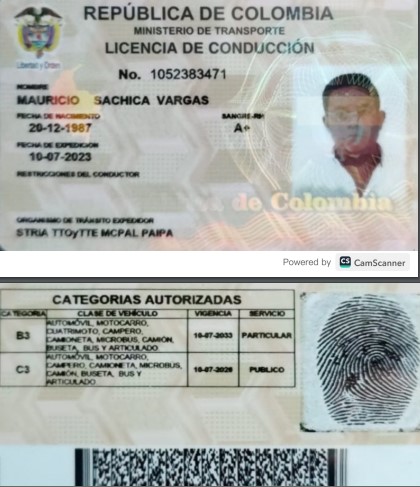 REPÚBLICA DE COLOMBIA
MINISTERIO DE TRANSPORTE
LICENCIA DE CONDUCCIÓN
Libertad y Orden
No. 1052383471
NOMBRE
MAURICIO SACHICA VARGAS
FECHA DE NACIMIENTO
20-12-1987
SANGRE-RH
A+
FECHA DE EXPEDICIÓN
10-07-2023
RESTRICCIONES DEL CONDUCTOR
de Colombia
ORGANISMO DE TRÁNSITO EXPEDIDOR
STRIA TTOyTTE MCPAL PAIPA
Powered by CS CamScanner
CATEGORIAS AUTORIZADAS
CATEGORIA CLASE DE VEHÍCULO VIGENCIA SERVICIO
B3 AUTOMÓVIL, MOTOCARRO, CUATRIMOTO, CAMPERO, CAMIONETA, MICROBUS, CAMIÓN, BUSETA, BUS Y ARTICULADO 10-07-2033 PARTICULAR
C3 AUTOMÓVIL, MOTOCARRO, CAMPERO, CAMIONETA, MICROBUS, CAMIÓN, BUSETA, BUS Y ARTICULADO 10-07-2026 PUBLICO